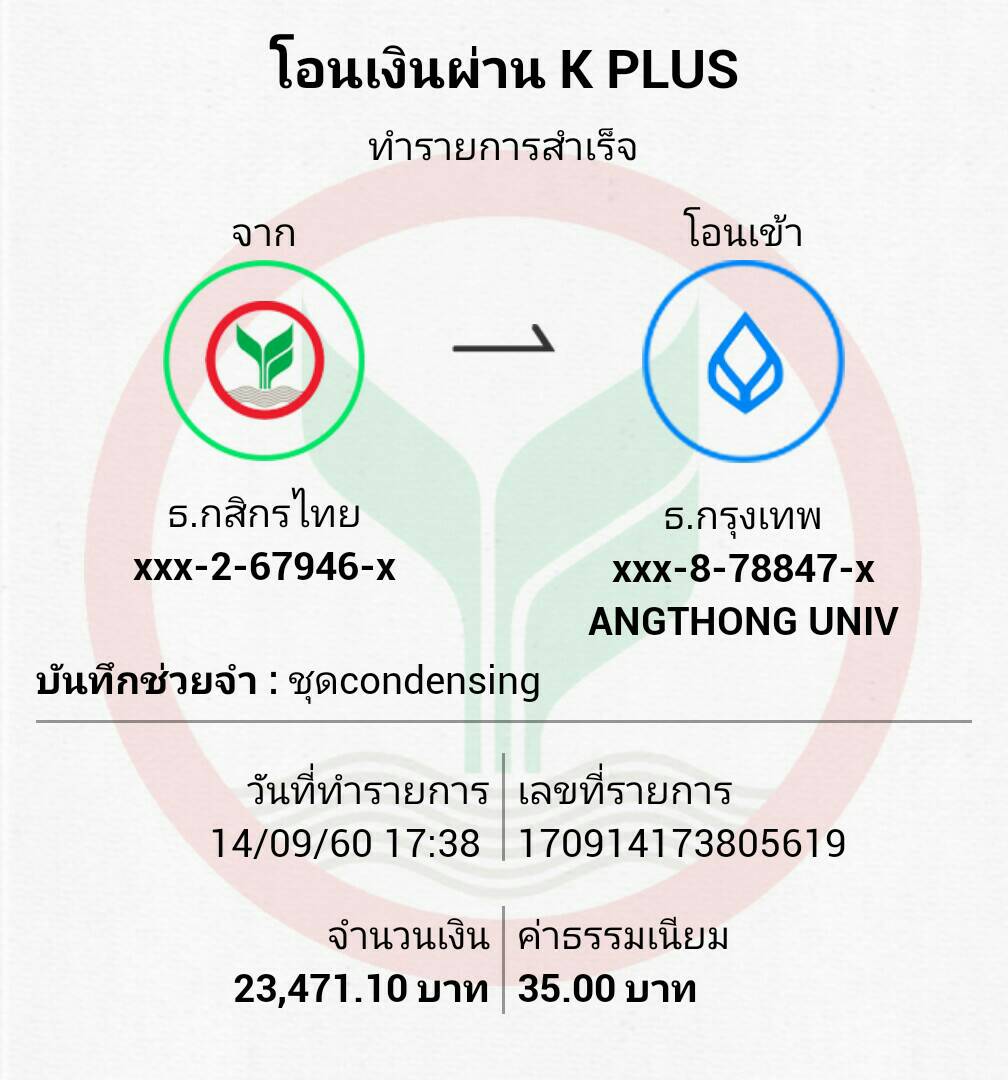 โอนเงินผ่าน K PLUS
ทำรายการสำเร็จ
จาก
โอนเข้า
ธ.กสิกรไทย
xxx-2-67946-x
ธ.กรุงเทพ
xxx-8-78847-x
ANGTHONG UNIV
บันทึกช่วยจำ : ชุดcondensing
วันที่ทำรายการ
14/09/60 17:38
เลขที่รายการ
170914173805619
จำนวนเงิน
23,471.10 บาท
ค่าธรรมเนียม
35.00 บาท